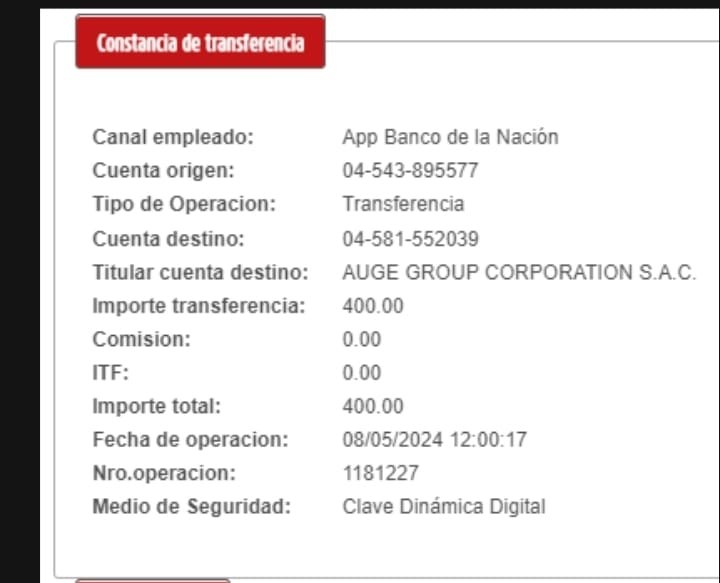 Constancia de transferencia
Canal empleado: App Banco de la Nación
Cuenta origen: 04-543-895577
Tipo de Operacion: Transferencia
Cuenta destino: 04-581-552039
Titular cuenta destino: AUGE GROUP CORPORATION S.A.C.
Importe transferencia: 400.00
Comision: 0.00
ITF: 0.00
Importe total: 400.00
Fecha de operacion: 08/05/2024 12:00:17
Nro.operacion: 1181227
Medio de Seguridad: Clave Dinámica Digital